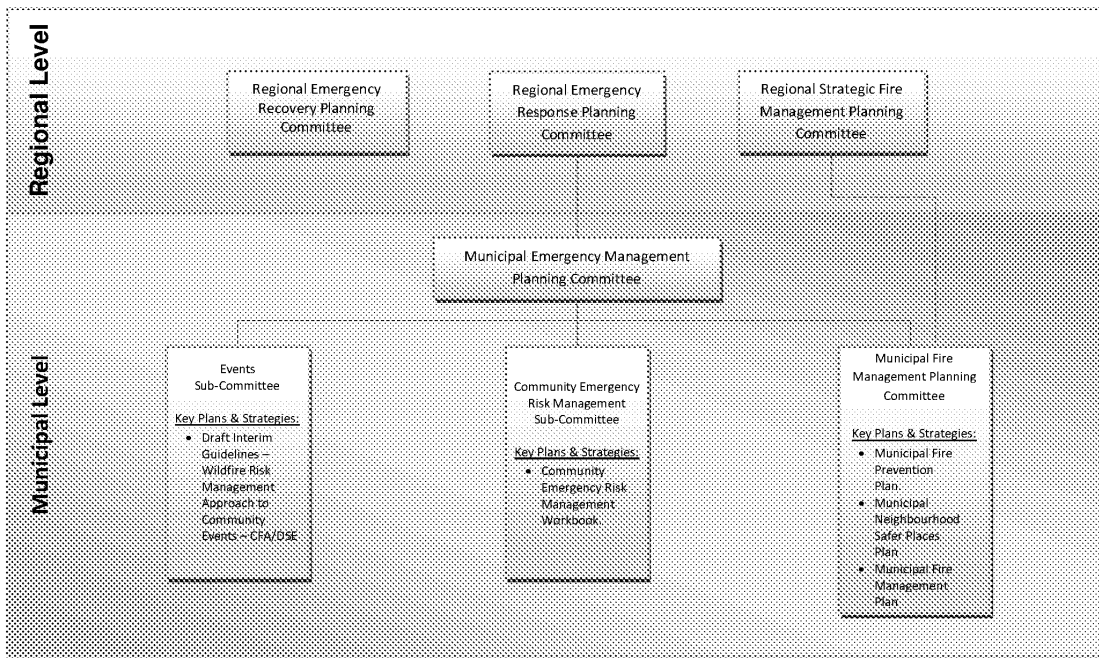 Regional Level
Regional Emergency
Recovery Planning
Committee
Regional Emergency
Response Planning
Committee
Regional Strategic Fire
Management Planning
Committee
Municipal Level
Municipal Emergency Management
Planning Committee
Events
Sub-Committee
Key Plans & Strategies:
• Draft Interim
Guidelines –
Wildfire Risk
Management
Approach to
Community
Events – CFA/DSE
Community Emergency
Risk Management
Sub-Committee
Key Plans & Strategies:
• Community
Emergency Risk
Management
Workbook.
Municipal Fire
Management Planning
Committee
Key Plans & Strategies:
• Municipal Fire
Prevention
Plan.
• Municipal
Neighbourhood
Safer Places
Plan
• Municipal Fire
Management
Plan